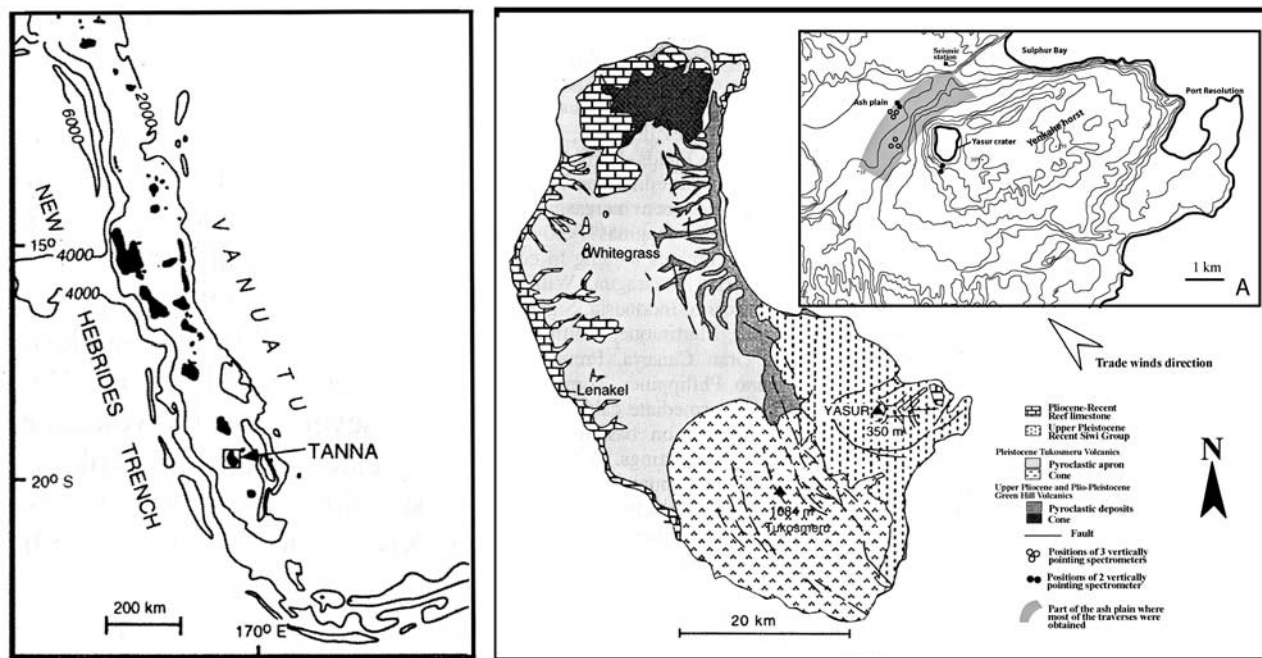 6000
2000
NEW
HEBRIDES
TRENCH
VANUATU
15°
4000
4000
TANNA
20° S
200 km
170° E
Whitegrass
Lenakel
YASUR
350 m
1084 m
Tukosmeru
20 km
Seismic
station
Sulphur Bay
Port Resolution
Ash plain
Yasur crater
Yenkahe horst
1 km
A
Trade winds direction
Pliocene-Recent
Reef limestone
Upper Pleistocene
Recent Siwi Group
Pleistocene Tukosmeru Volcanics
Pyroclastic apron
Cone
Upper Pliocene and Plio-Pleistocene
Green Hill Volcanics
Pyroclastic deposits
Cone
Fault
Positions of 3 vertically
pointing spectrometers
Positions of 2 vertically
pointing spectrometer
Part of the ash plain where
most of the traverses were
obtained
N